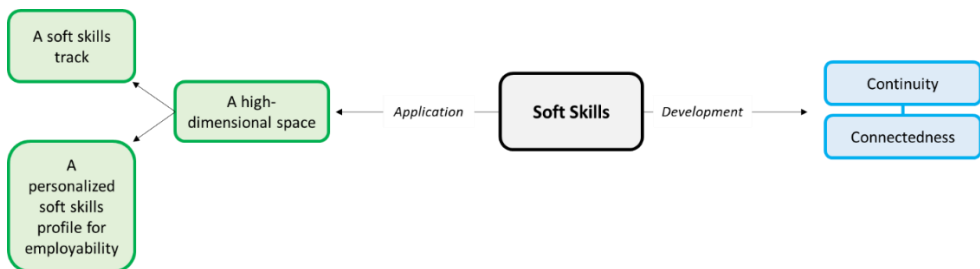 A soft skills
track
A high-
dimensional space
Application
Soft Skills
Development
Continuity
Connectedness
A
personalized
soft skills
profile for
employability